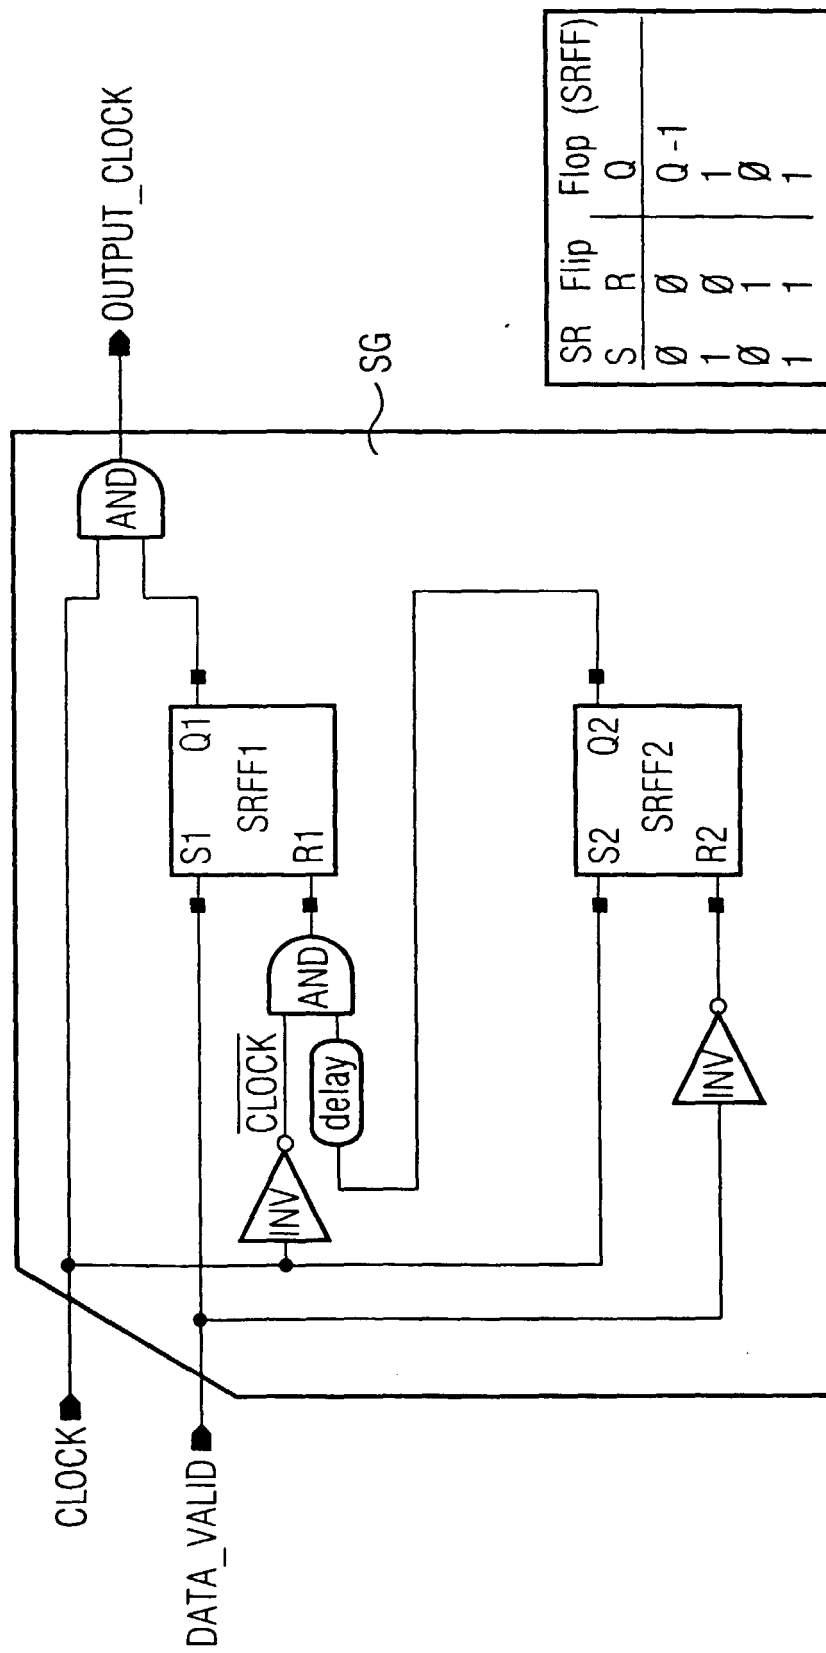 CLOCK
DATA_VALID
OUTPUT_CLOCK
AND
SG
S1 Q1
SRFF1
R1
INV
CLOCK
delay
AND
S2 Q2
SRFF2
R2
INV
SR Flip Flop (SRFF)
S R Q
Ø Ø Q-1
1 Ø 1
Ø 1 Ø
1 1 1